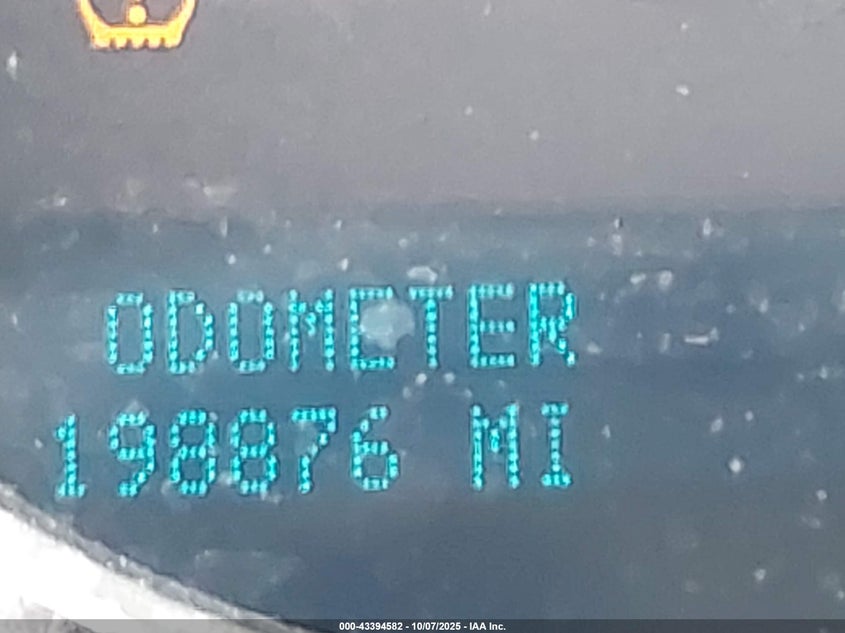 ODOMETER
198876 MI
000-43394582 - 10/07/2025 - IAA Inc.